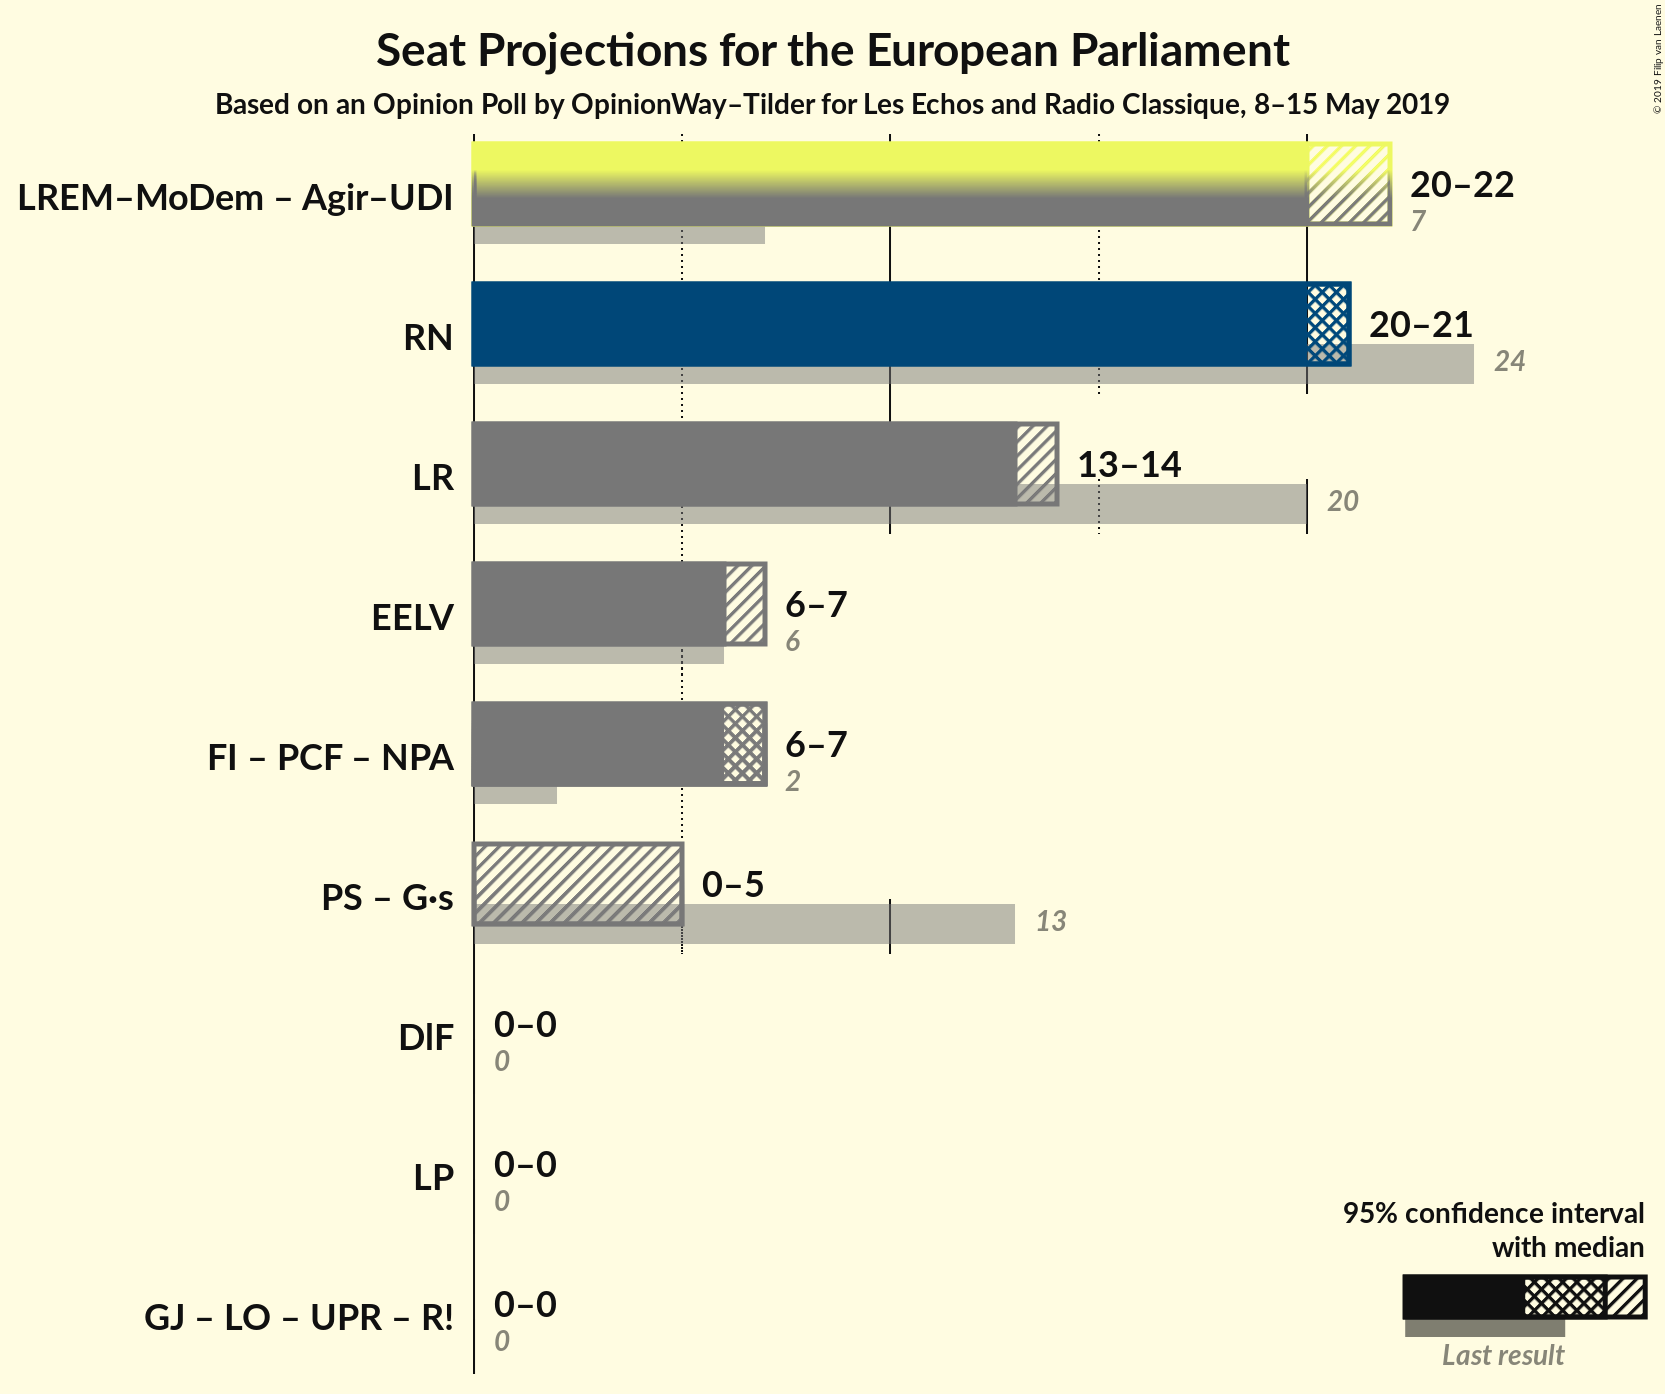 Seat Projections for the European Parliament
Based on an Opinion Poll by OpinionWay–Tilder for Les Echos and Radio Classique, 8–15 May 2019
© 2019 Filip van Laenen
LREM–MoDem – Agir–UDI
20–22
7
RN
20–21
24
LR
13–14
20
EELV
6–7
6
FI – PCF – NPA
6–7
2
PS – G·s
0–5
13
DlF
0–0
0
LP
0–0
0
GJ – LO – UPR – R!
0–0
0
95% confidence interval
with median
Last result